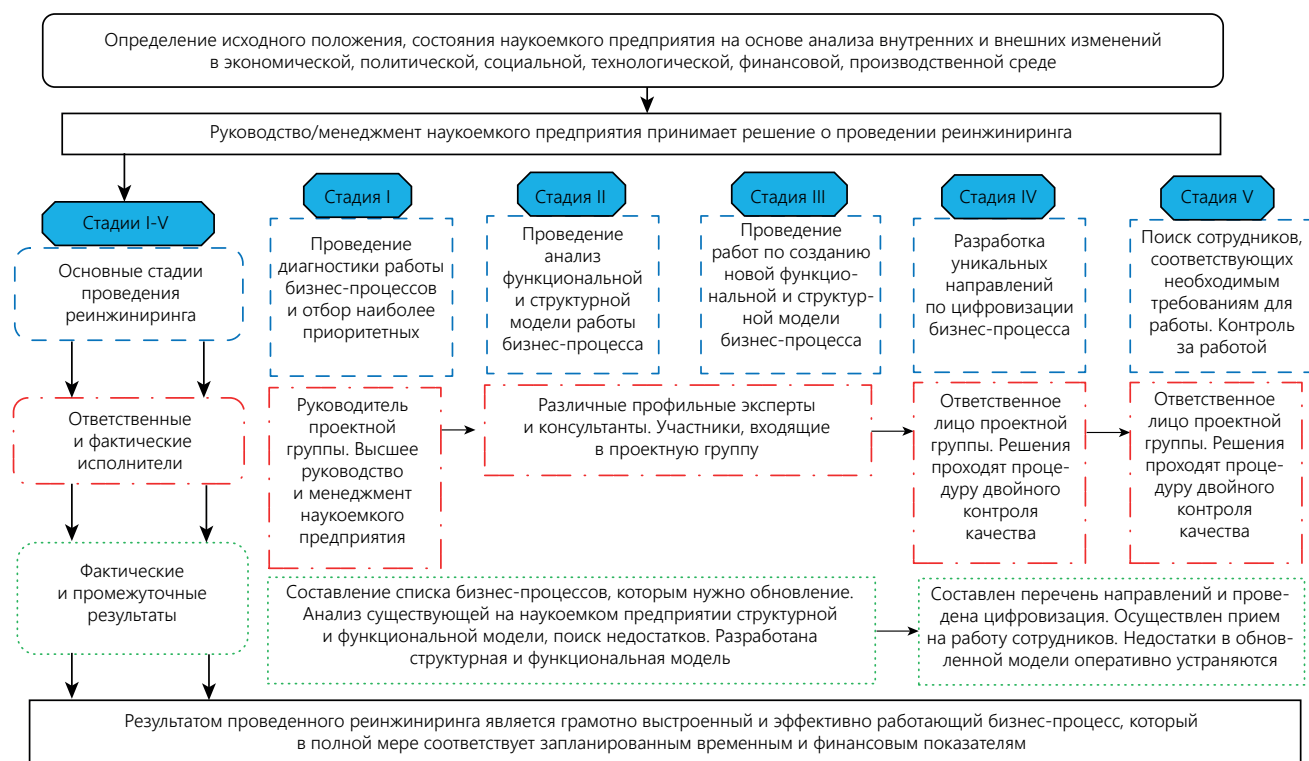 Определение исходного положения, состояния наукоемкого предприятия на основе анализа внутренних и внешних изменений
в экономической, политической, социальной, технологической, финансовой, производственной среде
Руководство/менеджмент наукоемкого предприятия принимает решение о проведении реинжиниринга
Стадии I-V
Стадия I
Стадия II
Стадия III
Стадия IV
Стадия V
Основные стадии
проведения
реинжиниринга
Проведение
диагностики работы
бизнес-процессов
и отбор наиболее
приоритетных
Проведение
анализ
функциональной
и структурной
модели работы
бизнес-процесса
Проведение
работ по созданию
новой функцио-
нальной и структур-
ной модели
бизнес-процесса
Разработка
уникальных
направлений
по цифровизации
бизнес-процесса
Поиск сотрудников,
соответствующих
необходимым
требованиям для
работы. Контроль
за работой
Ответственные
и фактические
исполнители
Руководитель
проектной
группы. Высшее
руководство
и менеджмент
наукоемкого
предприятия
Различные профильные эксперты
и консультанты. Участники, входящие
в проектную группу
Ответственное
лицо проектной
группы. Решения
проходят проце-
дуру двойного
контроля
качества
Ответственное
лицо проектной
группы. Решения
проходят проце-
дуру двойного
контроля
качества
Фактические
и промежуточные
результаты
Составление списка бизнес-процессов, которым нужно обновление.
Анализ существующей на наукоемком предприятии структурной
и функциональной модели, поиск недостатков. Разработана
структурная и функциональная модель
Составлен перечень направлений и прове-
дена цифровизация. Осуществлен прием
на работу сотрудников. Недостатки в обнов-
ленной модели оперативно устраняются
Результатом проведенного реинжиниринга является грамотно выстроенный и эффективно работающий бизнес-процесс, который
в полной мере соответствует запланированным временным и финансовым показателям